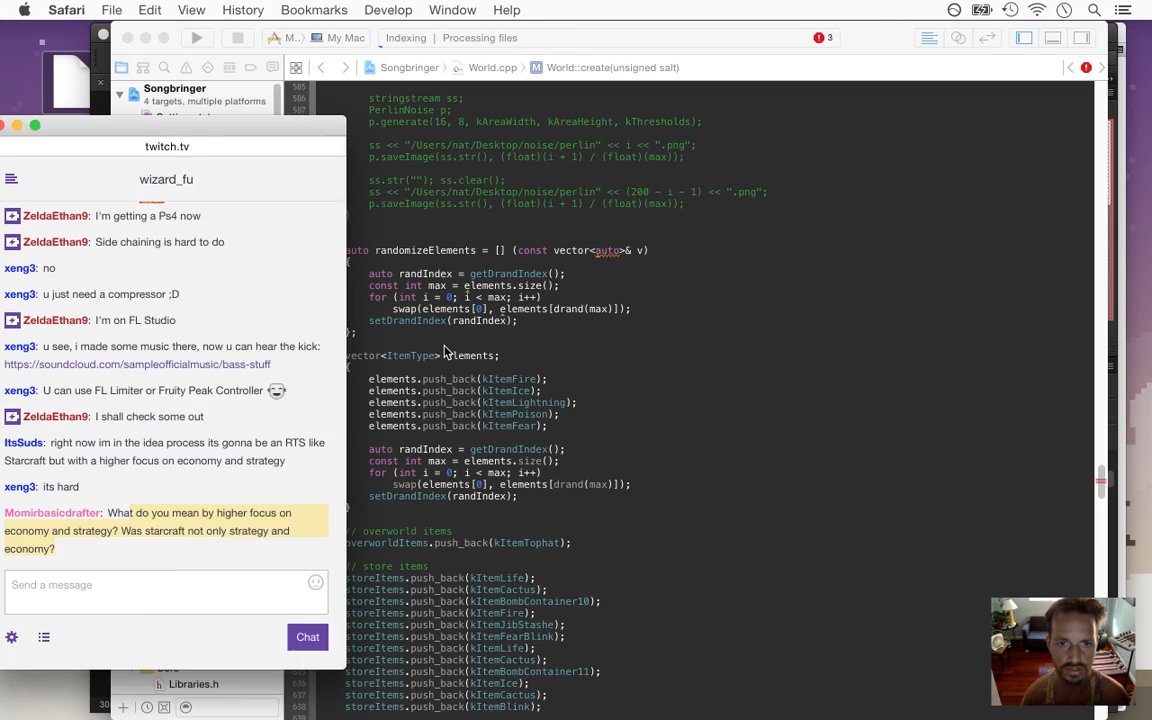 Safari File Edit View History Bookmarks Develop Window Help
M... My Mac
Indexing | Processing files
3
Songbringer
4 targets, multiple platforms
Songbringer World.cpp M World::create(unsigned salt)
twitch.tv
wizard_fu
ZeldaEthan9: I'm getting a Ps4 now
ZeldaEthan9: Side chaining is hard to do
xeng3: no
xeng3: u just need a compressor ;D
ZeldaEthan9: I'm on FL Studio
xeng3: u see, i made some music there, now u can hear the kick:
https://soundcloud.com/sampleofficialmusic/bass-stuff
xeng3: U can use FL Limiter or Fruity Peak Controller
ZeldaEthan9: I shall check some out
ItsSuds: right now im in the idea process its gonna be an RTS like
Starcraft but with a higher focus on economy and strategy
xeng3: its hard
Momirbasicdrafter: What do you mean by higher focus on
economy and strategy? Was starcraft not only strategy and
economy?
Send a message
Chat
Libraries.h
30
585
586
587
stringstream ss;
PerlinNoise p;
p.generate(16, 8, kAreaWidth, kAreaHeight, kThresholds);
ss << "/Users/nat/Desktop/noise/perlin" << i << ".png";
p.saveImage(ss.str(), (float)(i + 1) / (float)(max));
ss.str(""); ss.clear();
ss << "/Users/nat/Desktop/noise/perlin" << (200 - i - 1) << ".png";
p.saveImage(ss.str(), (float)(i + 1) / (float)(max));
auto randomizeElements = [] (const vector<auto>& v)
{
auto randIndex = getDrandIndex();
const int max = elements.size();
for (int i = 0; i < max; i++)
swap(elements[0], elements[drand(max)]);
setDrandIndex(randIndex);
};
vector<ItemType> elements;
{
elements.push_back(kItemFire);
elements.push_back(kItemIce);
elements.push_back(kItemLightning);
elements.push_back(kItemPoison);
elements.push_back(kItemFear);
auto randIndex = getDrandIndex();
const int max = elements.size();
for (int i = 0; i < max; i++)
swap(elements[0], elements[drand(max)]);
setDrandIndex(randIndex);
}
// overworld items
overworldItems.push_back(kItemTophat);
// store items
storeItems.push_back(kItemLife);
storeItems.push_back(kItemCactus);
storeItems.push_back(kItemBombContainer10);
storeItems.push_back(kItemFire);
storeItems.push_back(kItemJibStashe);
storeItems.push_back(kItemFearBlink);
storeItems.push_back(kItemLife);
storeItems.push_back(kItemCactus);
storeItems.push_back(kItemBombContainer11);
636 storeItems.push_back(kItemIce);
637 storeItems.push_back(kItemCactus);
638 storeItems.push_back(kItemBlink);
639